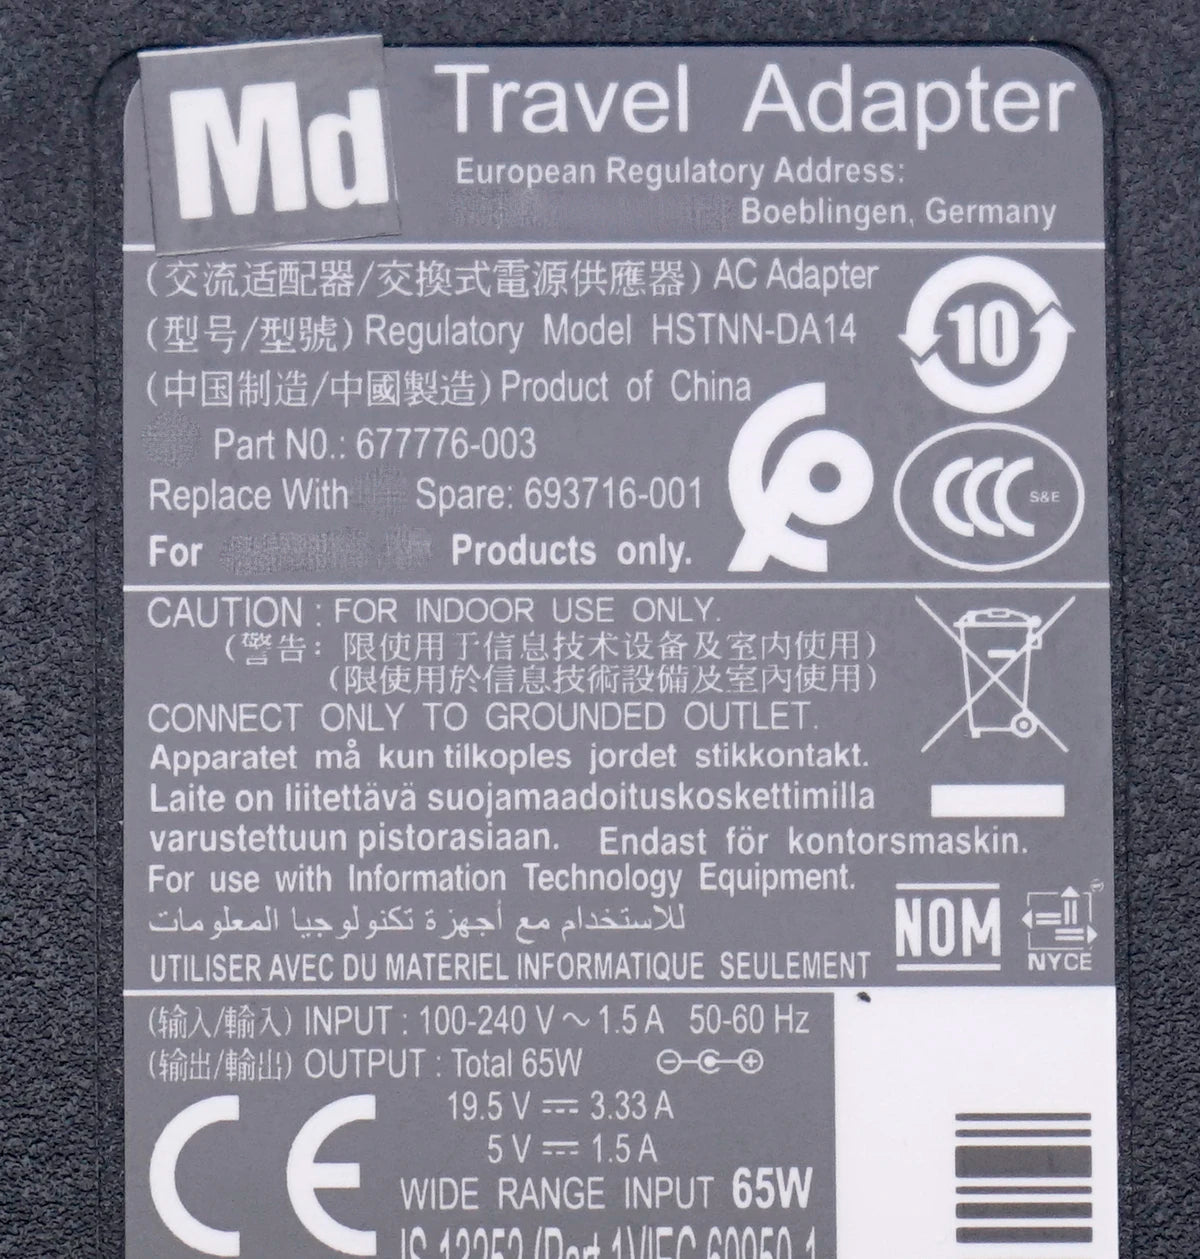 Md
Travel Adapter
European Regulatory Address:
Boeblingen, Germany
(交流适配器/交換式電源供應器) AC Adapter
10
(型号/型號) Regulatory Model HSTNN-DA14
(中国制造/中國製造) Product of China
Part NO.: 677776-003
Replace With Spare: 693716-001
CCC S&E
For Products only.
CAUTION : FOR INDOOR USE ONLY.
(警告: 限使用于信息技术设备及室内使用)
(限使用於信息技術設備及室內使用)
CONNECT ONLY TO GROUNDED OUTLET.
Apparatet må kun tilkoples jordet stikkontakt.
Laite on liitettävä suojamaadoituskoskettimilla
varustettuun pistorasiaan. Endast för kontorsmaskin.
For use with Information Technology Equipment.
للاستخدام مع أجهزة تكنولوجيا المعلومات
NOM
NYCE
UTILISER AVEC DU MATERIEL INFORMATIQUE SEULEMENT
(输入/輸入) INPUT : 100-240 V ~ 1.5 A 50-60 Hz
(输出/輸出) OUTPUT : Total 65W
19.5 V ⎓ 3.33 A
5 V ⎓ 1.5 A
CE
WIDE RANGE INPUT 65W
IS 13252 (Part 1)/IEC 60950-1